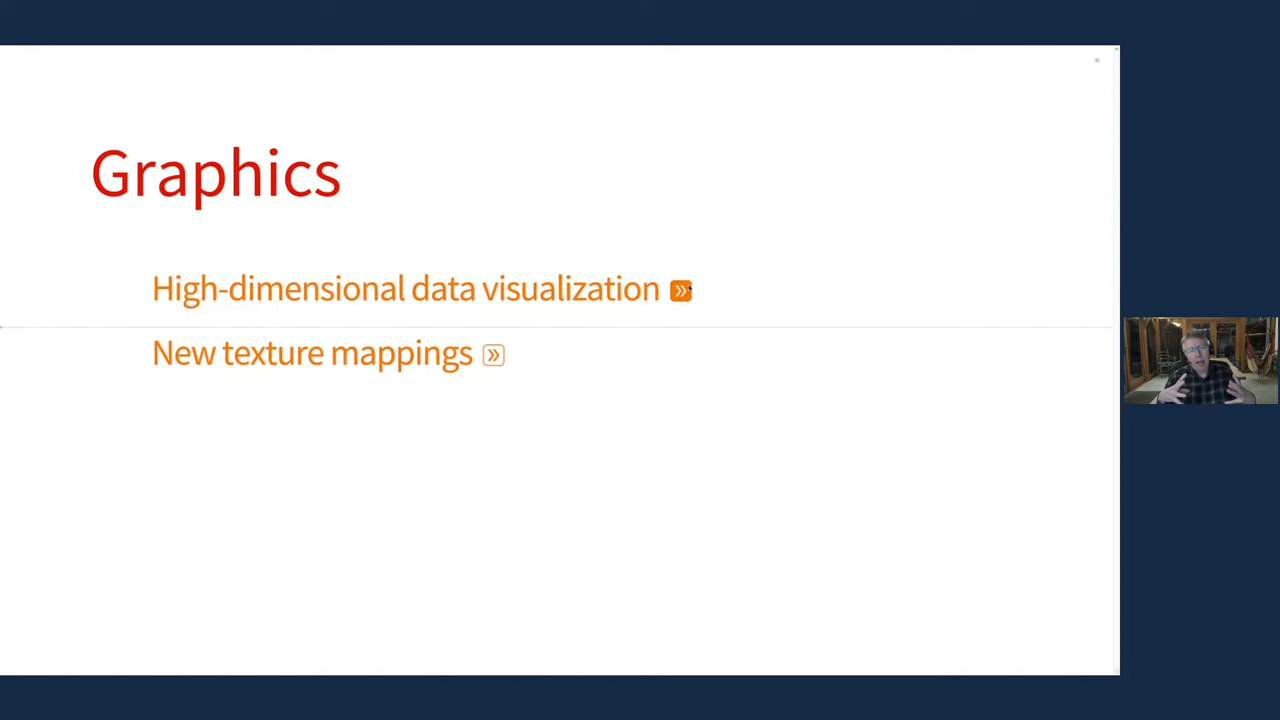 Graphics
High-dimensional data visualization »
New texture mappings »